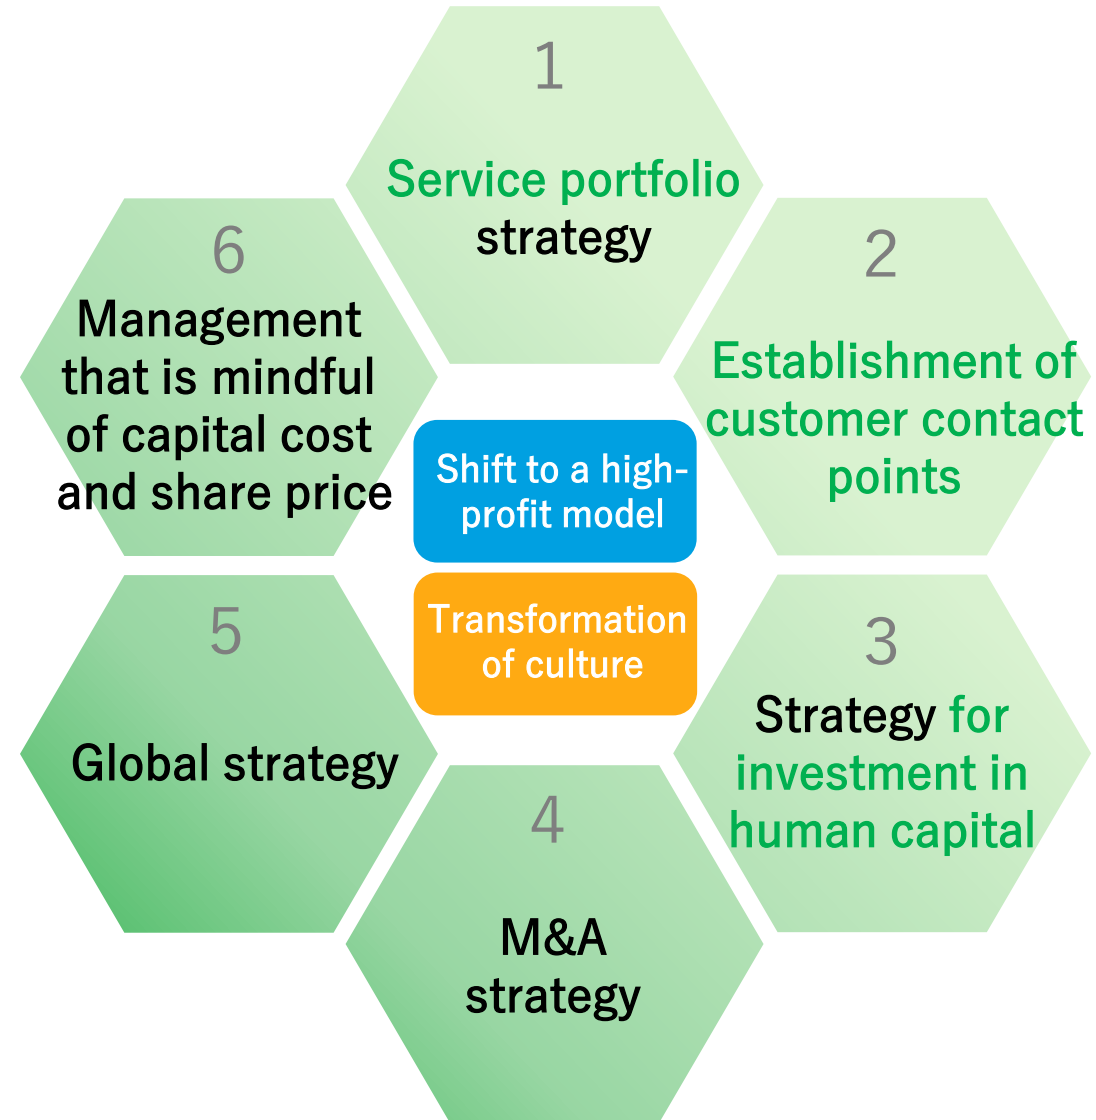 1
Service portfolio
strategy
2
Establishment of
customer contact
points
3
Strategy for
investment in
human capital
4
M&A
strategy
5
Global strategy
6
Management
that is mindful
of capital cost
and share price
Shift to a high-
profit model
Transformation
of culture